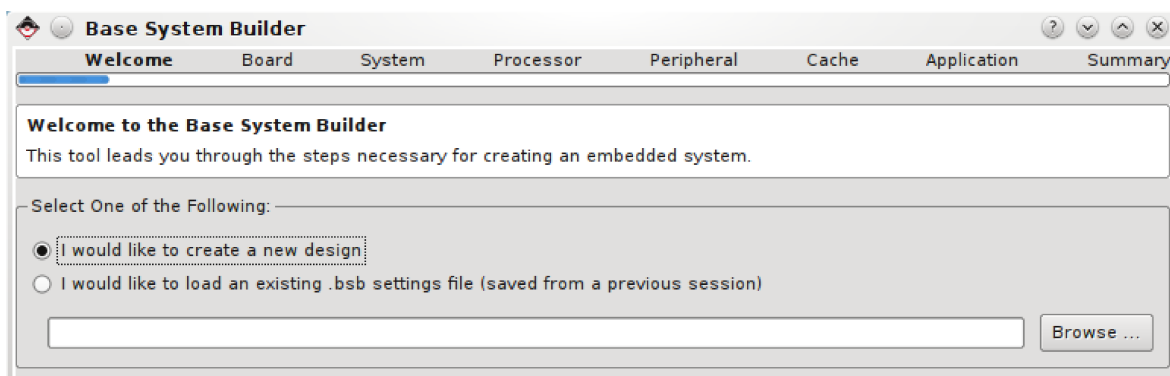 Base System Builder
Welcome Board System Processor Peripheral Cache Application Summary
Welcome to the Base System Builder
This tool leads you through the steps necessary for creating an embedded system.
Select One of the Following:
I would like to create a new design
I would like to load an existing .bsb settings file (saved from a previous session)
Browse ...